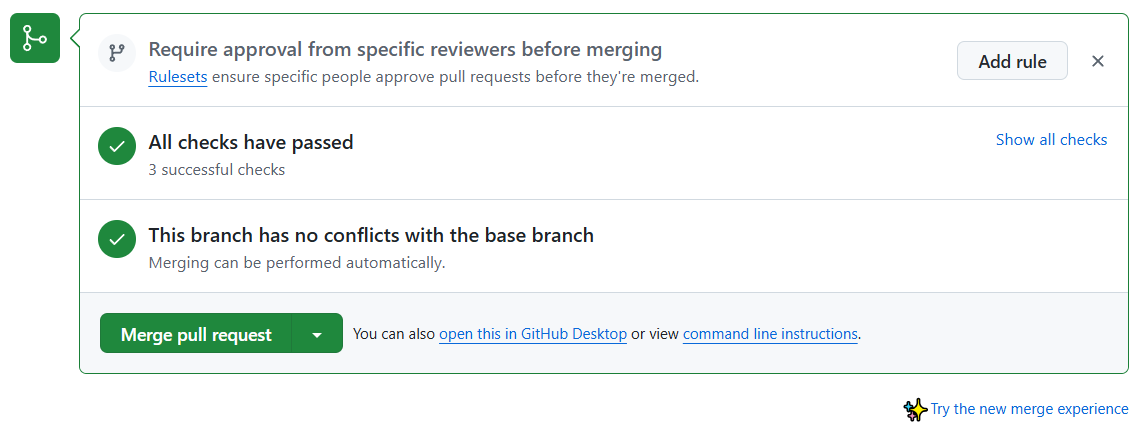 Require approval from specific reviewers before merging
Add rule
Rulesets ensure specific people approve pull requests before they're merged.
All checks have passed
Show all checks
3 successful checks
This branch has no conflicts with the base branch
Merging can be performed automatically.
Merge pull request
You can also open this in GitHub Desktop or view command line instructions.
Try the new merge experience